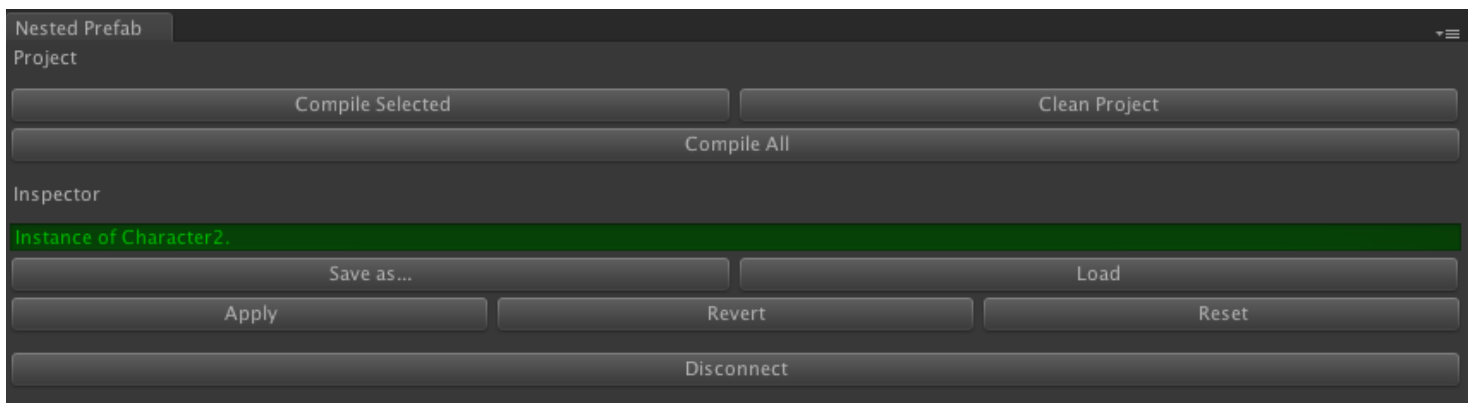 Nested Prefab
Project
Compile Selected Clean Project
Compile All
Inspector
Instance of Character2.
Save as... Load
Apply Revert Reset
Disconnect